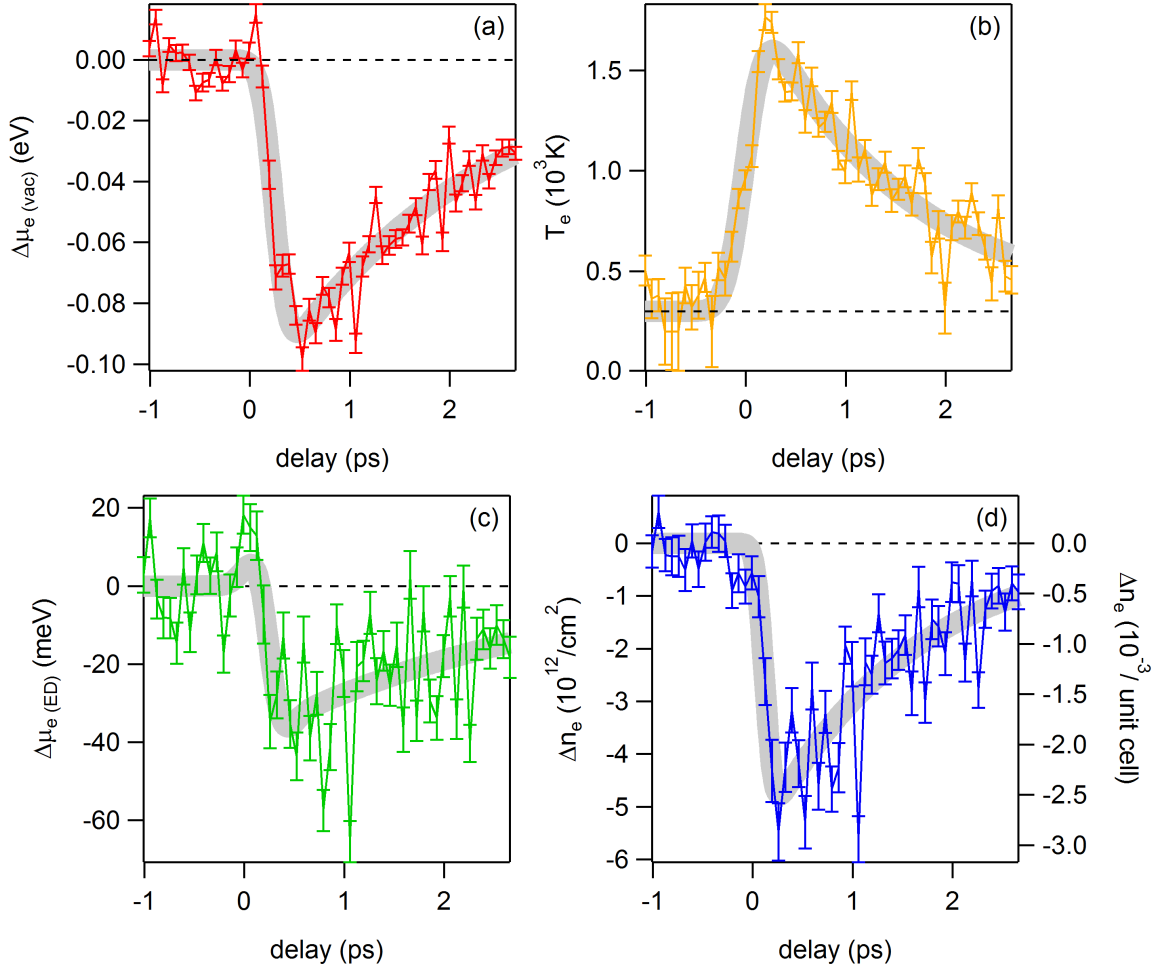 (a)
0.00
-0.02
-0.04
-0.06
-0.08
-0.10
Δμe (vac) (eV)
-1 0 1 2
delay (ps)
(b)
1.5
1.0
0.5
0.0
Te (10³K)
-1 0 1 2
delay (ps)
(c)
20
0
-20
-40
-60
Δμe (ED) (meV)
-1 0 1 2
delay (ps)
(d)
0
-1
-2
-3
-4
-5
-6
Δne (10¹²/cm²)
0.0
-0.5
-1.0
-1.5
-2.0
-2.5
-3.0
Δne (10⁻³/ unit cell)
-1 0 1 2
delay (ps)